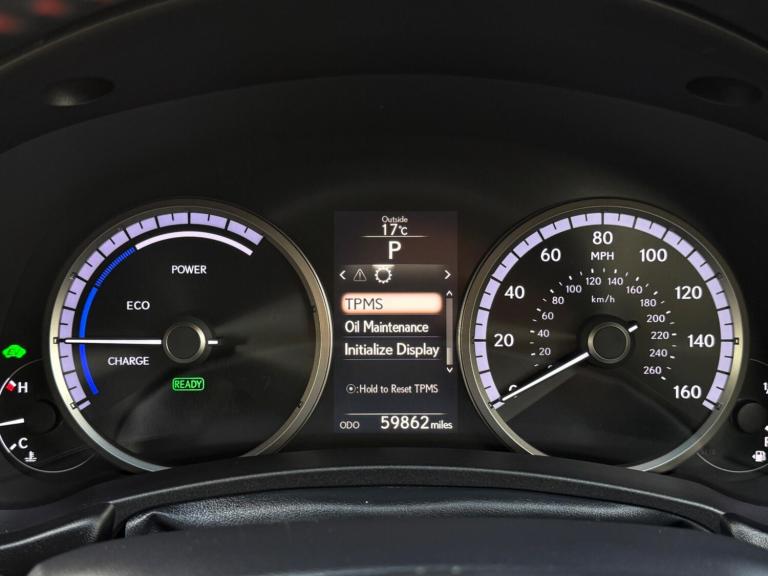 POWER
ECO
CHARGE
READY
H
C
Outside
17°C
P
TPMS
Oil Maintenance
Initialize Display
:Hold to Reset TPMS
ODO 59862 miles
0 20 40 60 80 100 120 140 160
MPH
20 40 60 80 100 120 140 160 180 200 220 240 260
km/h